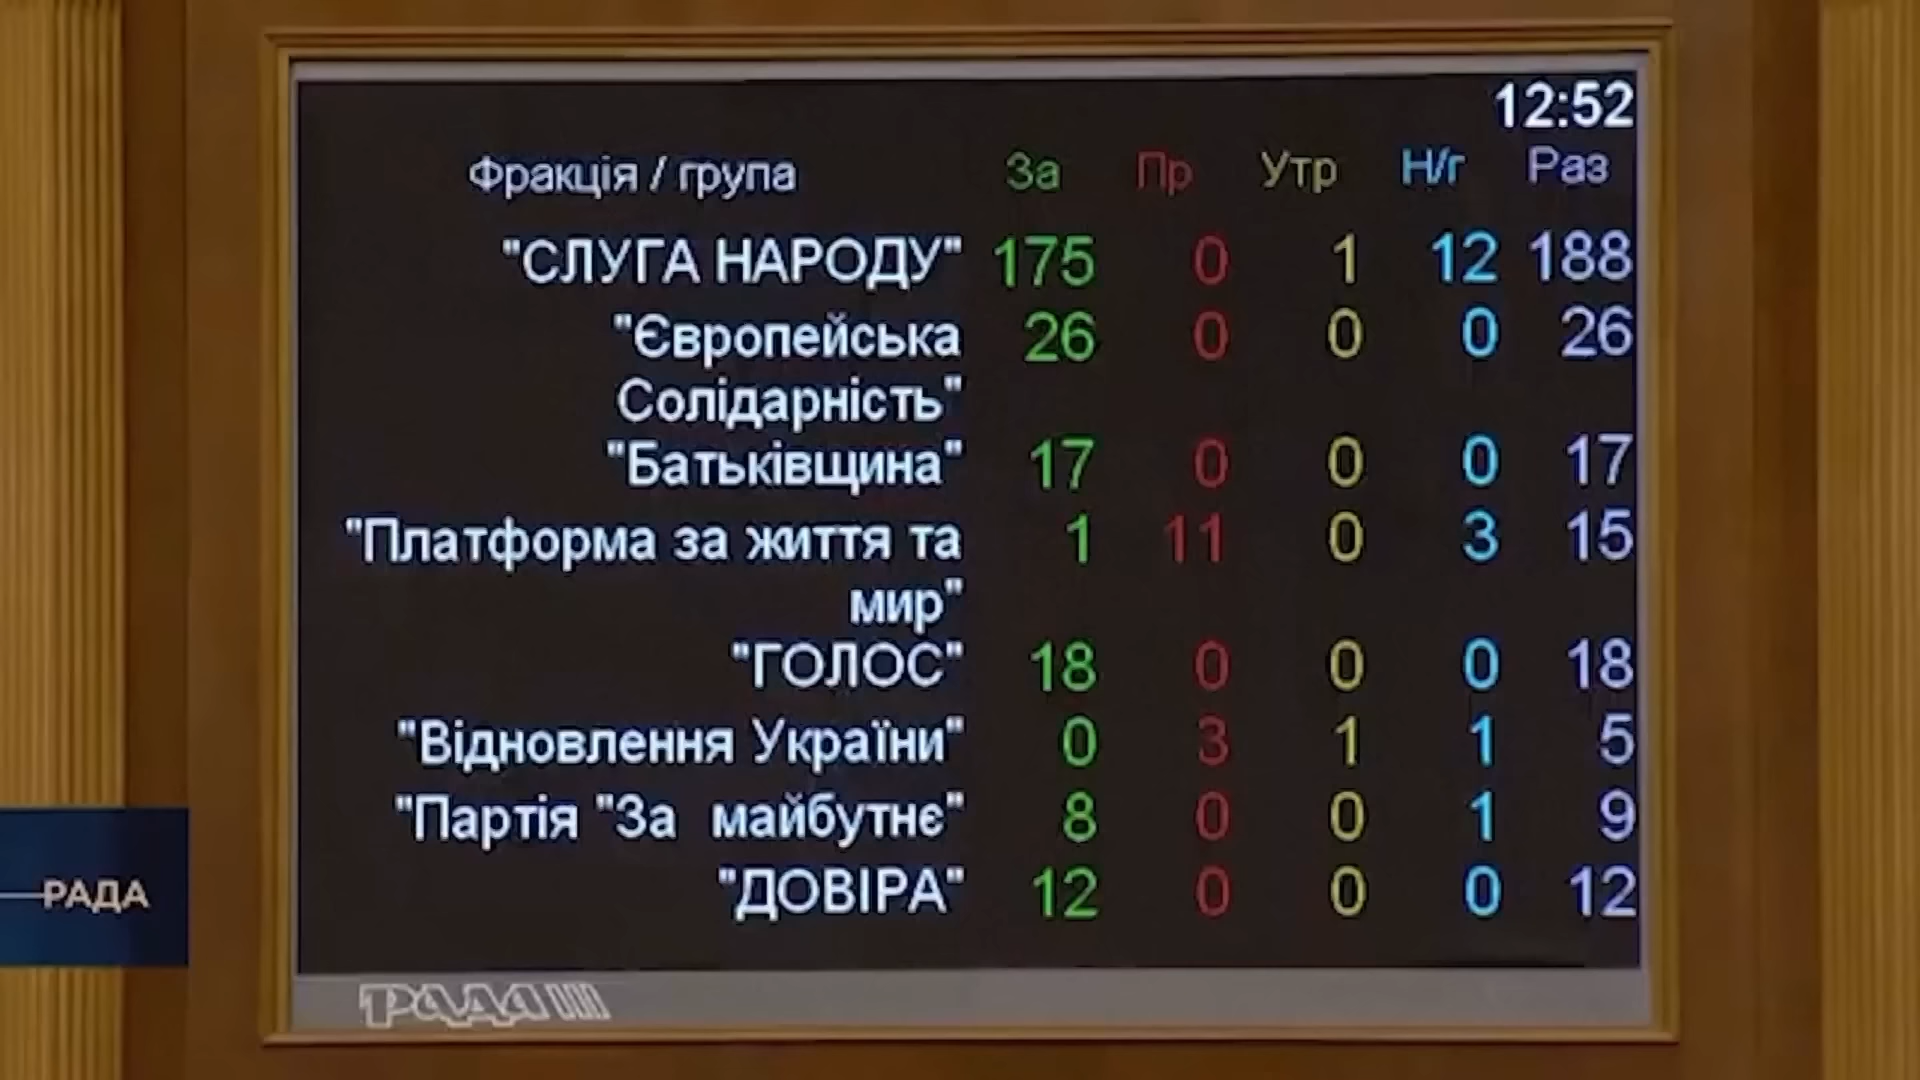 12:52
Фракція / група За Пр Утр Н/г Раз
"СЛУГА НАРОДУ" 175 0 1 12 188
"Європейська 26 0 0 0 26
Солідарність"
"Батьківщина" 17 0 0 0 17
"Платформа за життя та 1 11 0 3 15
мир"
"ГОЛОС" 18 0 0 0 18
"Відновлення України" 0 3 1 1 5
"Партія "За майбутнє" 8 0 0 1 9
"ДОВІРА" 12 0 0 0 12
РАДА
РАДА III